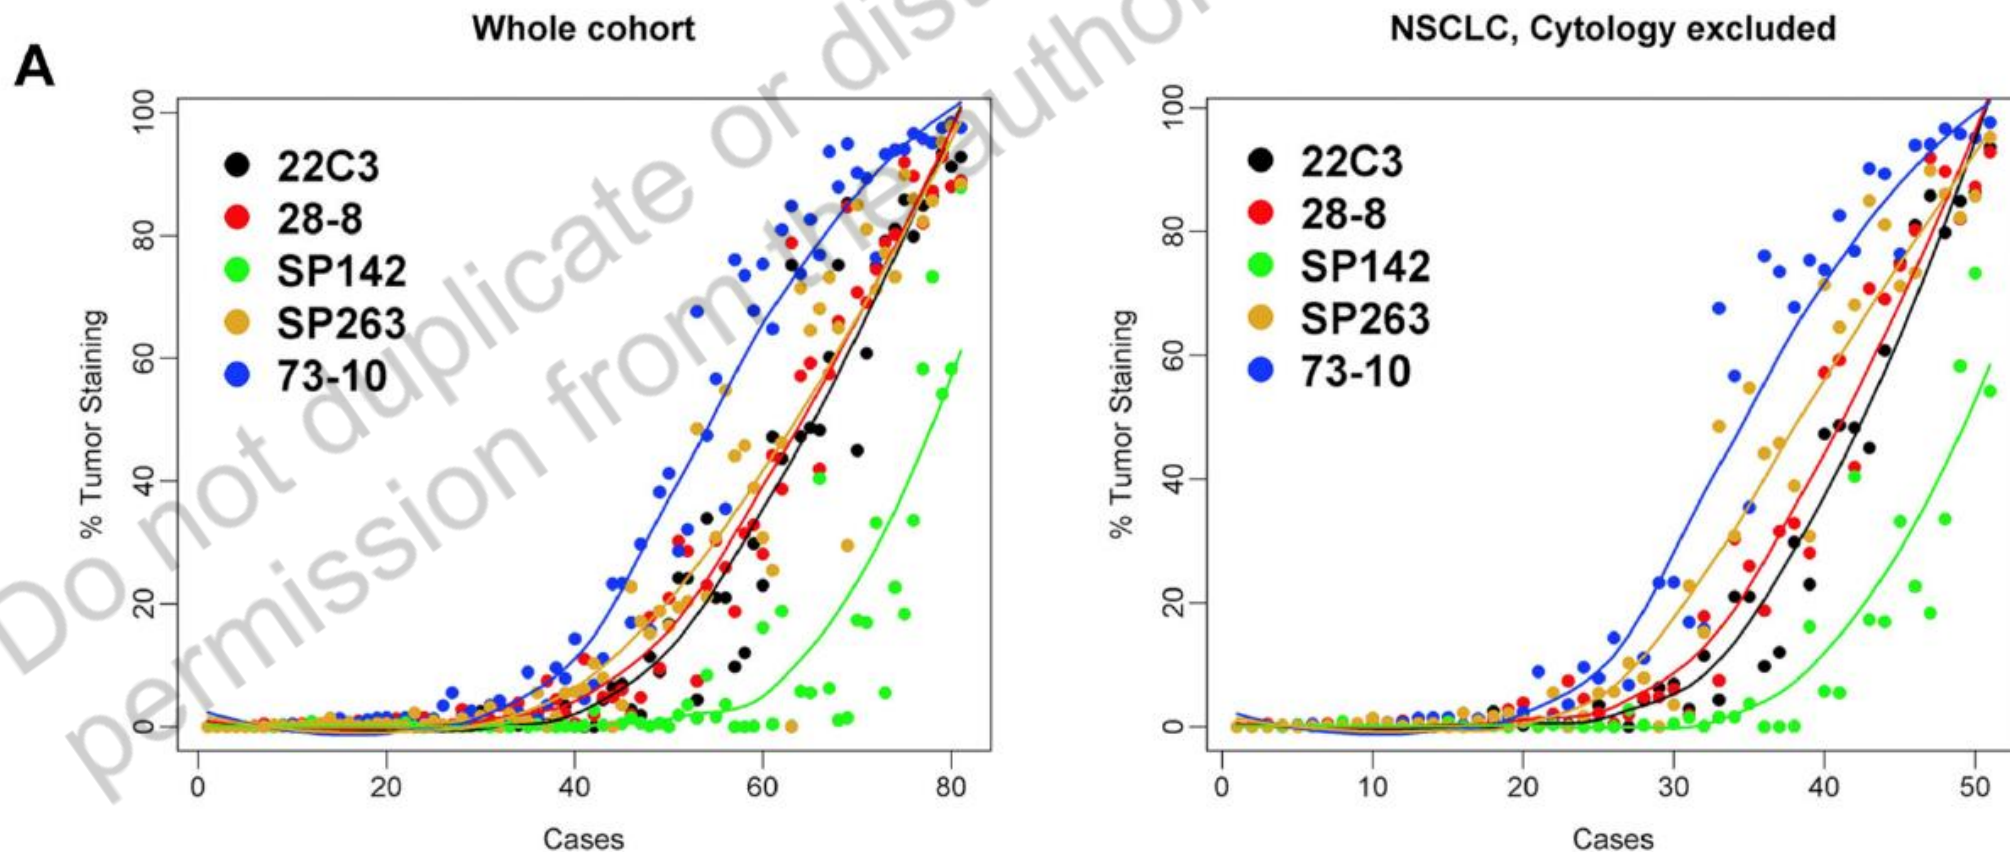 Whole cohort
NSCLC, Cytology excluded
A
Do not duplicate or dis
permission from the autho
% Tumor Staining
100
80
60
40
20
0
22C3
28-8
SP142
SP263
73-10
0 20 40 60 80
Cases
% Tumor Staining
100
80
60
40
20
0
22C3
28-8
SP142
SP263
73-10
0 10 20 30 40 50
Cases